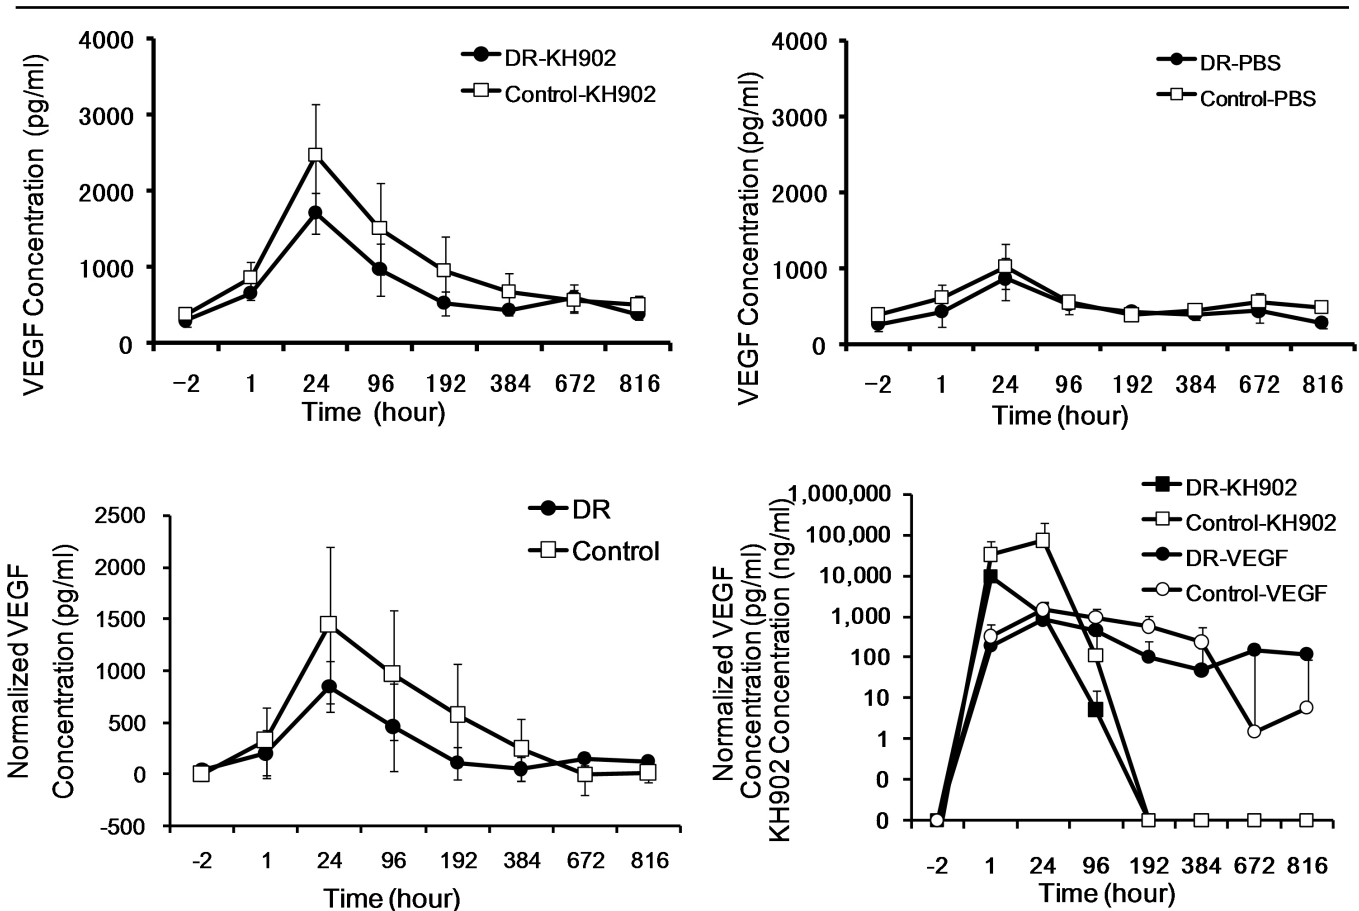 VEGF Concentration (pg/ml)
4000
3000
2000
1000
0
DR-KH902
Control-KH902
−2 1 24 96 192 384 672 816
Time (hour)
VEGF Concentration (pg/ml)
4000
3000
2000
1000
0
DR-PBS
Control-PBS
−2 1 24 96 192 384 672 816
Time (hour)
Normalized VEGF
Concentration (pg/ml)
2500
2000
1500
1000
500
0
-500
DR
Control
-2 1 24 96 192 384 672 816
Time (hour)
Normalized VEGF
Concentration (pg/ml)
KH902 Concentration (ng/ml)
1,000,000
100,000
10,000
1,000
100
10
1
0
0
DR-KH902
Control-KH902
DR-VEGF
Control-VEGF
-2 1 24 96 192 384 672 816
Time (hour)